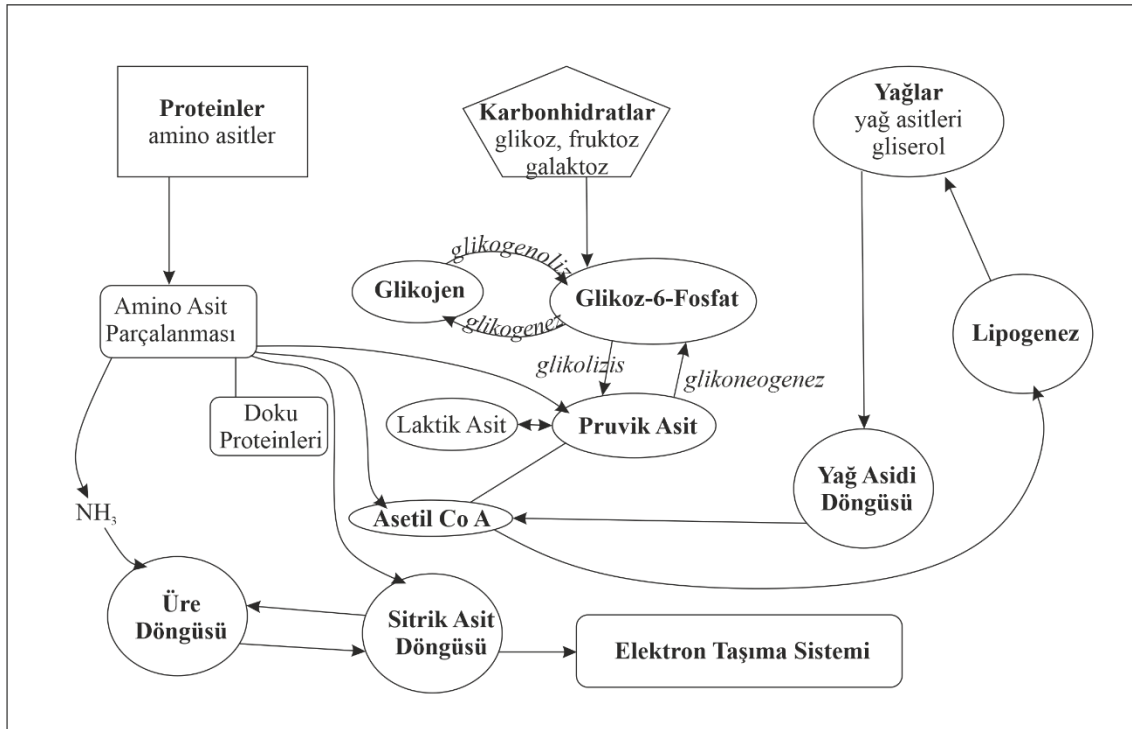 Proteinler
amino asitler
Karbonhidratlar
glikoz, fruktoz
galaktoz
Yağlar
yağ asitleri
gliserol
glikogenoliz
Glikojen
Glikoz-6-Fosfat
glikogenez
Amino Asit
Parçalanması
Lipogenez
glikolizis
glikoneogenez
Doku
Proteinleri
Laktik Asit
Pruvik Asit
Yağ Asidi
Döngüsü
NH₃
Asetil Co A
Üre
Döngüsü
Sitrik Asit
Döngüsü
Elektron Taşıma Sistemi